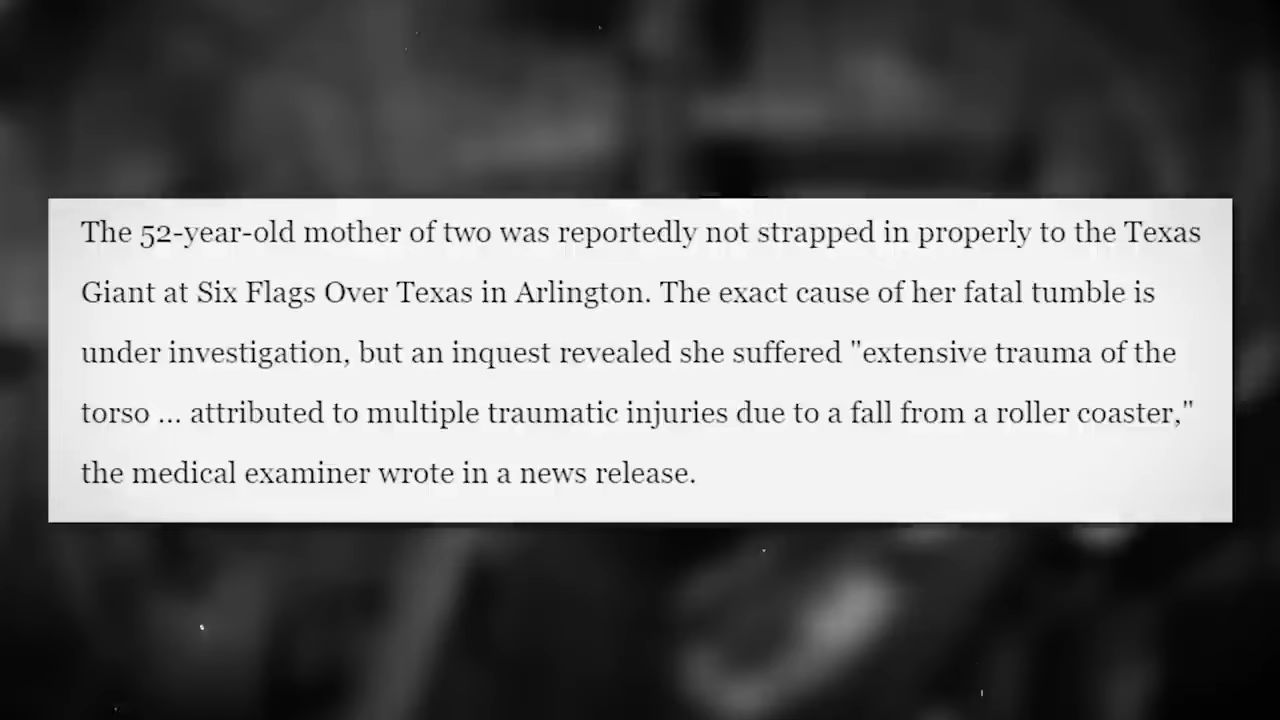 The 52-year-old mother of two was reportedly not strapped in properly to the Texas
Giant at Six Flags Over Texas in Arlington. The exact cause of her fatal tumble is
under investigation, but an inquest revealed she suffered "extensive trauma of the
torso ... attributed to multiple traumatic injuries due to a fall from a roller coaster,"
the medical examiner wrote in a news release.